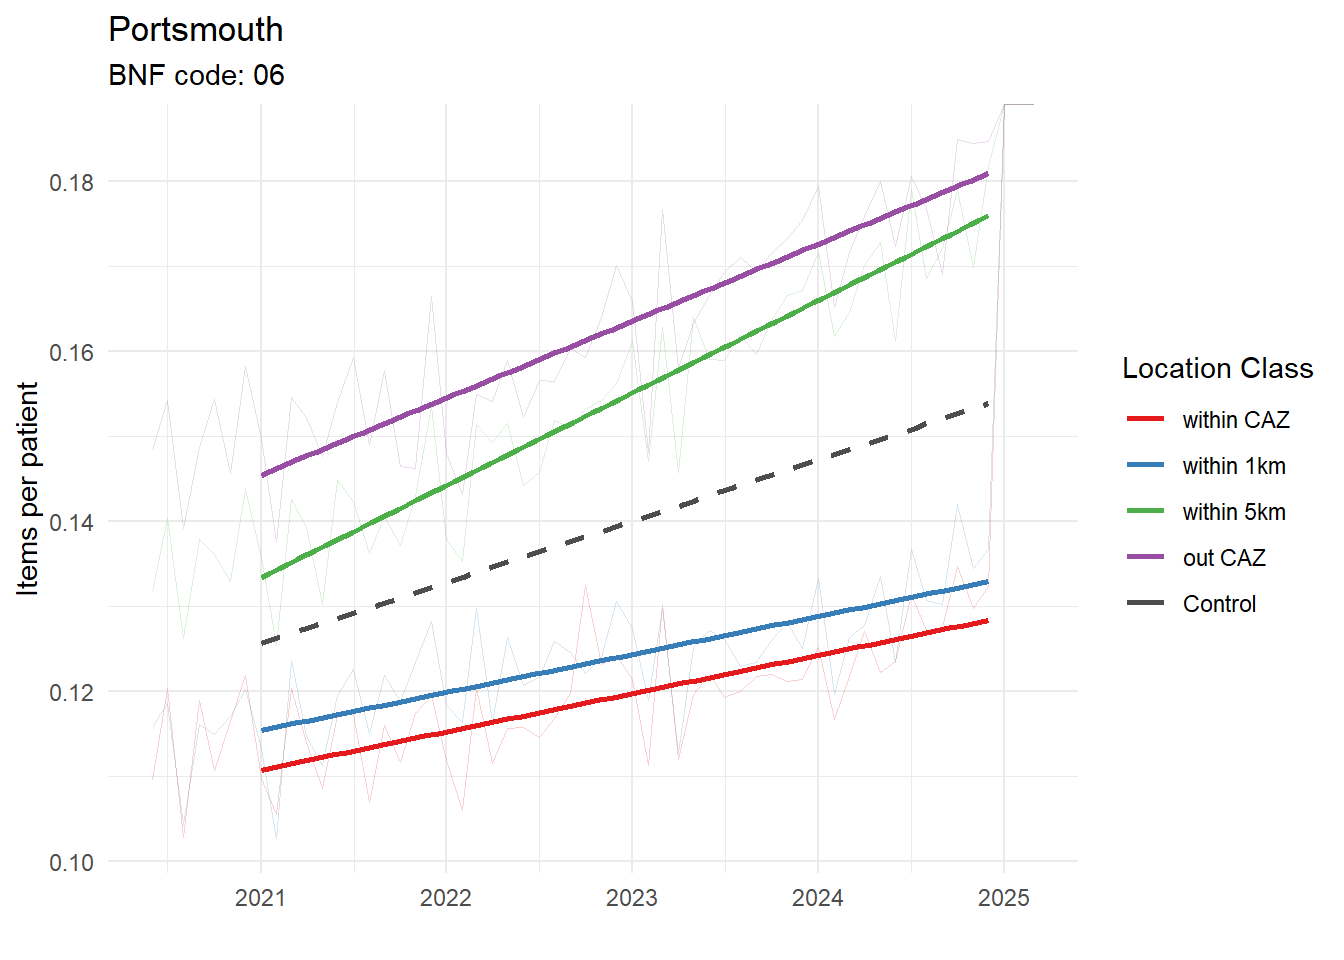 Portsmouth
BNF code: 06
Items per patient
0.18
0.16
0.14
0.12
0.10
2021 2022 2023 2024 2025
Location Class
within CAZ
within 1km
within 5km
out CAZ
Control